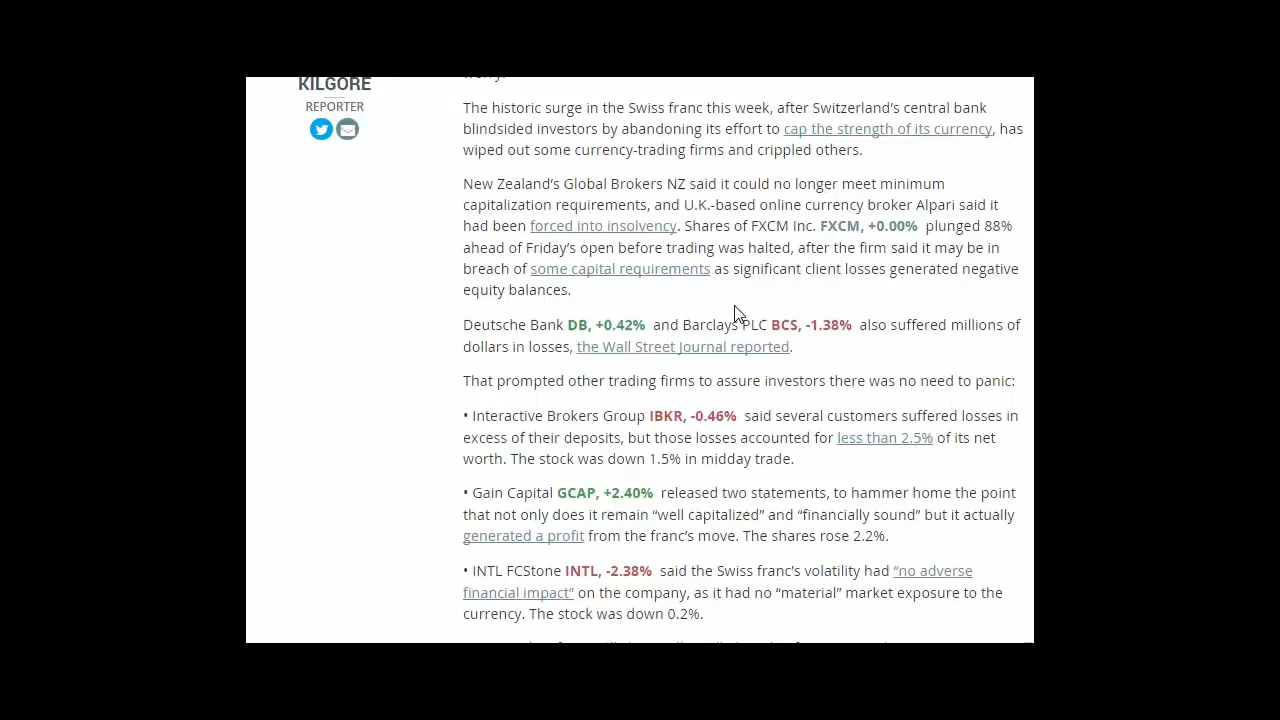 KILGORE
REPORTER
The historic surge in the Swiss franc this week, after Switzerland’s central bank
blindsided investors by abandoning its effort to cap the strength of its currency, has
wiped out some currency-trading firms and crippled others.
New Zealand’s Global Brokers NZ said it could no longer meet minimum
capitalization requirements, and U.K.-based online currency broker Alpari said it
had been forced into insolvency. Shares of FXCM Inc. FXCM, +0.00% plunged 88%
ahead of Friday’s open before trading was halted, after the firm said it may be in
breach of some capital requirements as significant client losses generated negative
equity balances.
Deutsche Bank DB, +0.42% and Barclays PLC BCS, -1.38% also suffered millions of
dollars in losses, the Wall Street Journal reported.
That prompted other trading firms to assure investors there was no need to panic:
• Interactive Brokers Group IBKR, -0.46% said several customers suffered losses in
excess of their deposits, but those losses accounted for less than 2.5% of its net
worth. The stock was down 1.5% in midday trade.
• Gain Capital GCAP, +2.40% released two statements, to hammer home the point
that not only does it remain “well capitalized” and “financially sound” but it actually
generated a profit from the franc’s move. The shares rose 2.2%.
• INTL FCStone INTL, -2.38% said the Swiss franc’s volatility had “no adverse
financial impact” on the company, as it had no “material” market exposure to the
currency. The stock was down 0.2%.